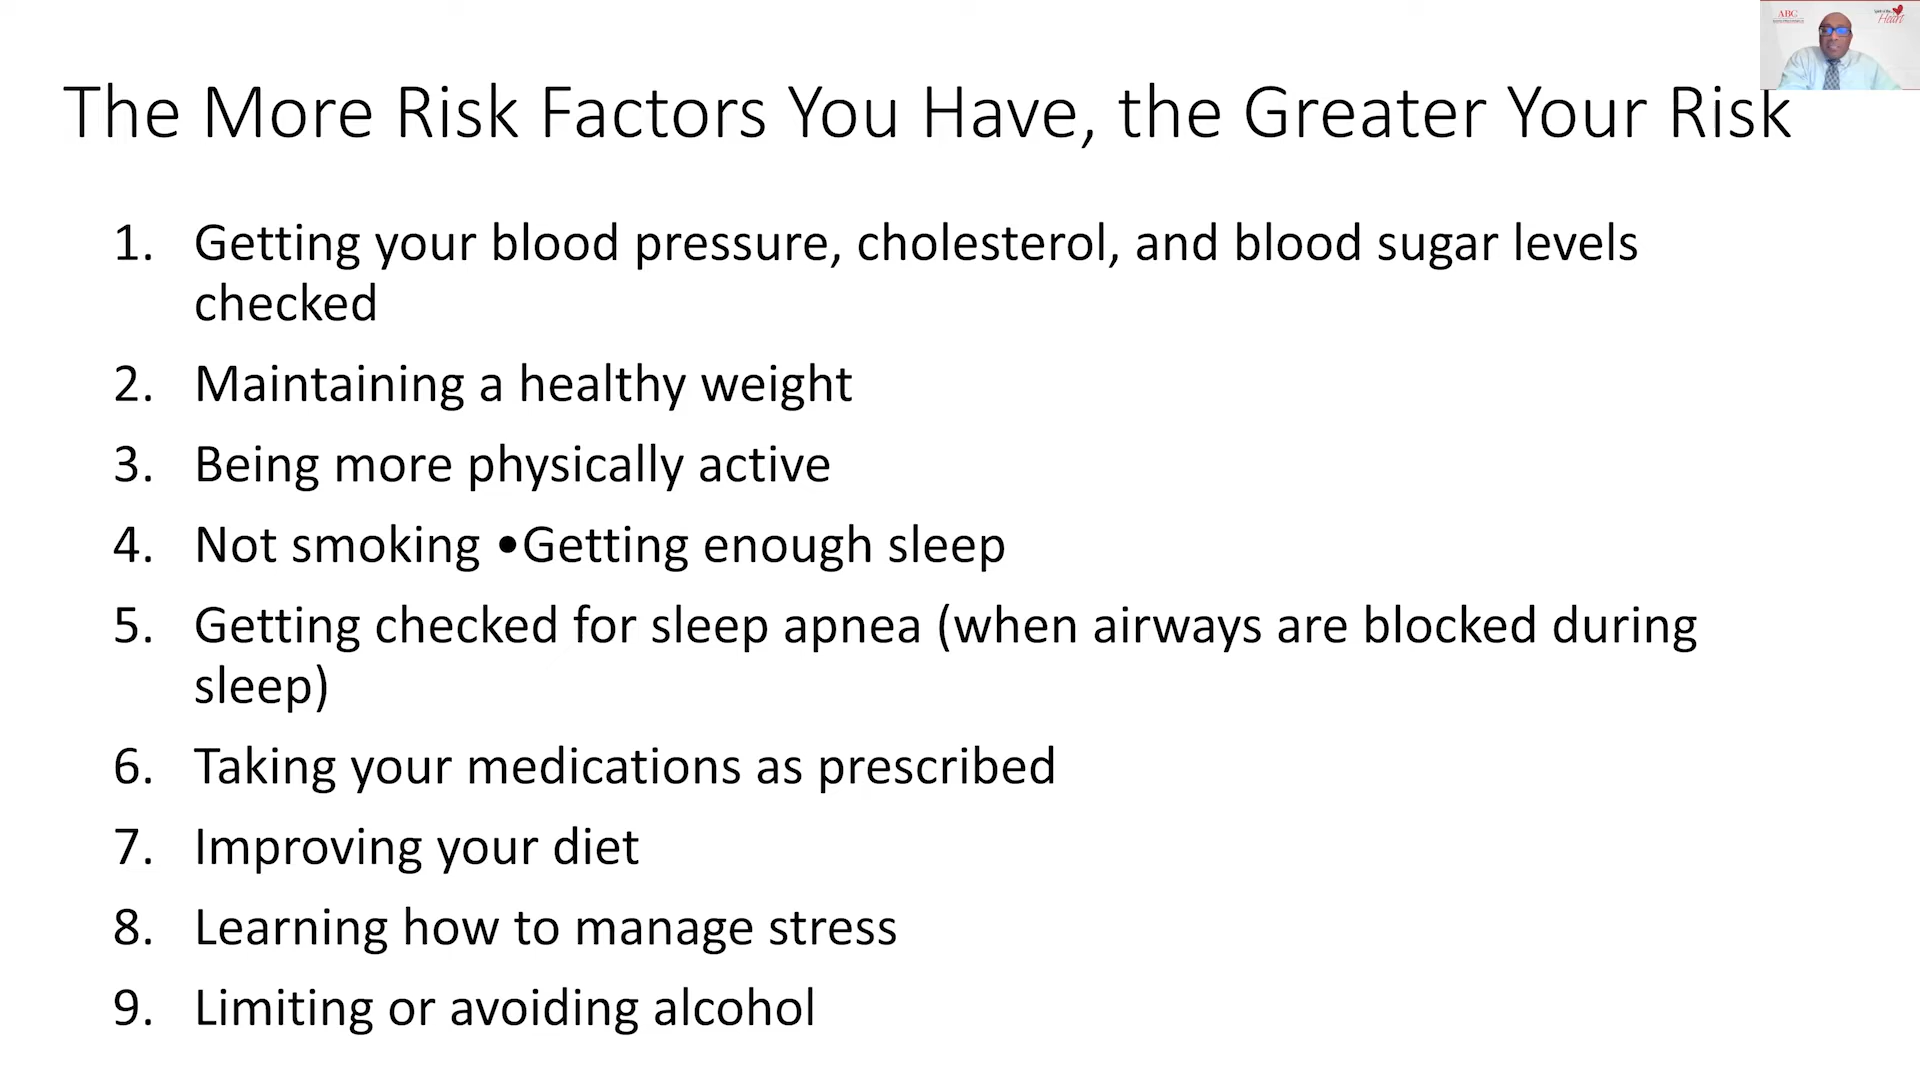 The More Risk Factors You Have, the Greater Your Risk
1. Getting your blood pressure, cholesterol, and blood sugar levels
checked
2. Maintaining a healthy weight
3. Being more physically active
4. Not smoking •Getting enough sleep
5. Getting checked for sleep apnea (when airways are blocked during
sleep)
6. Taking your medications as prescribed
7. Improving your diet
8. Learning how to manage stress
9. Limiting or avoiding alcohol
ABC
Heart